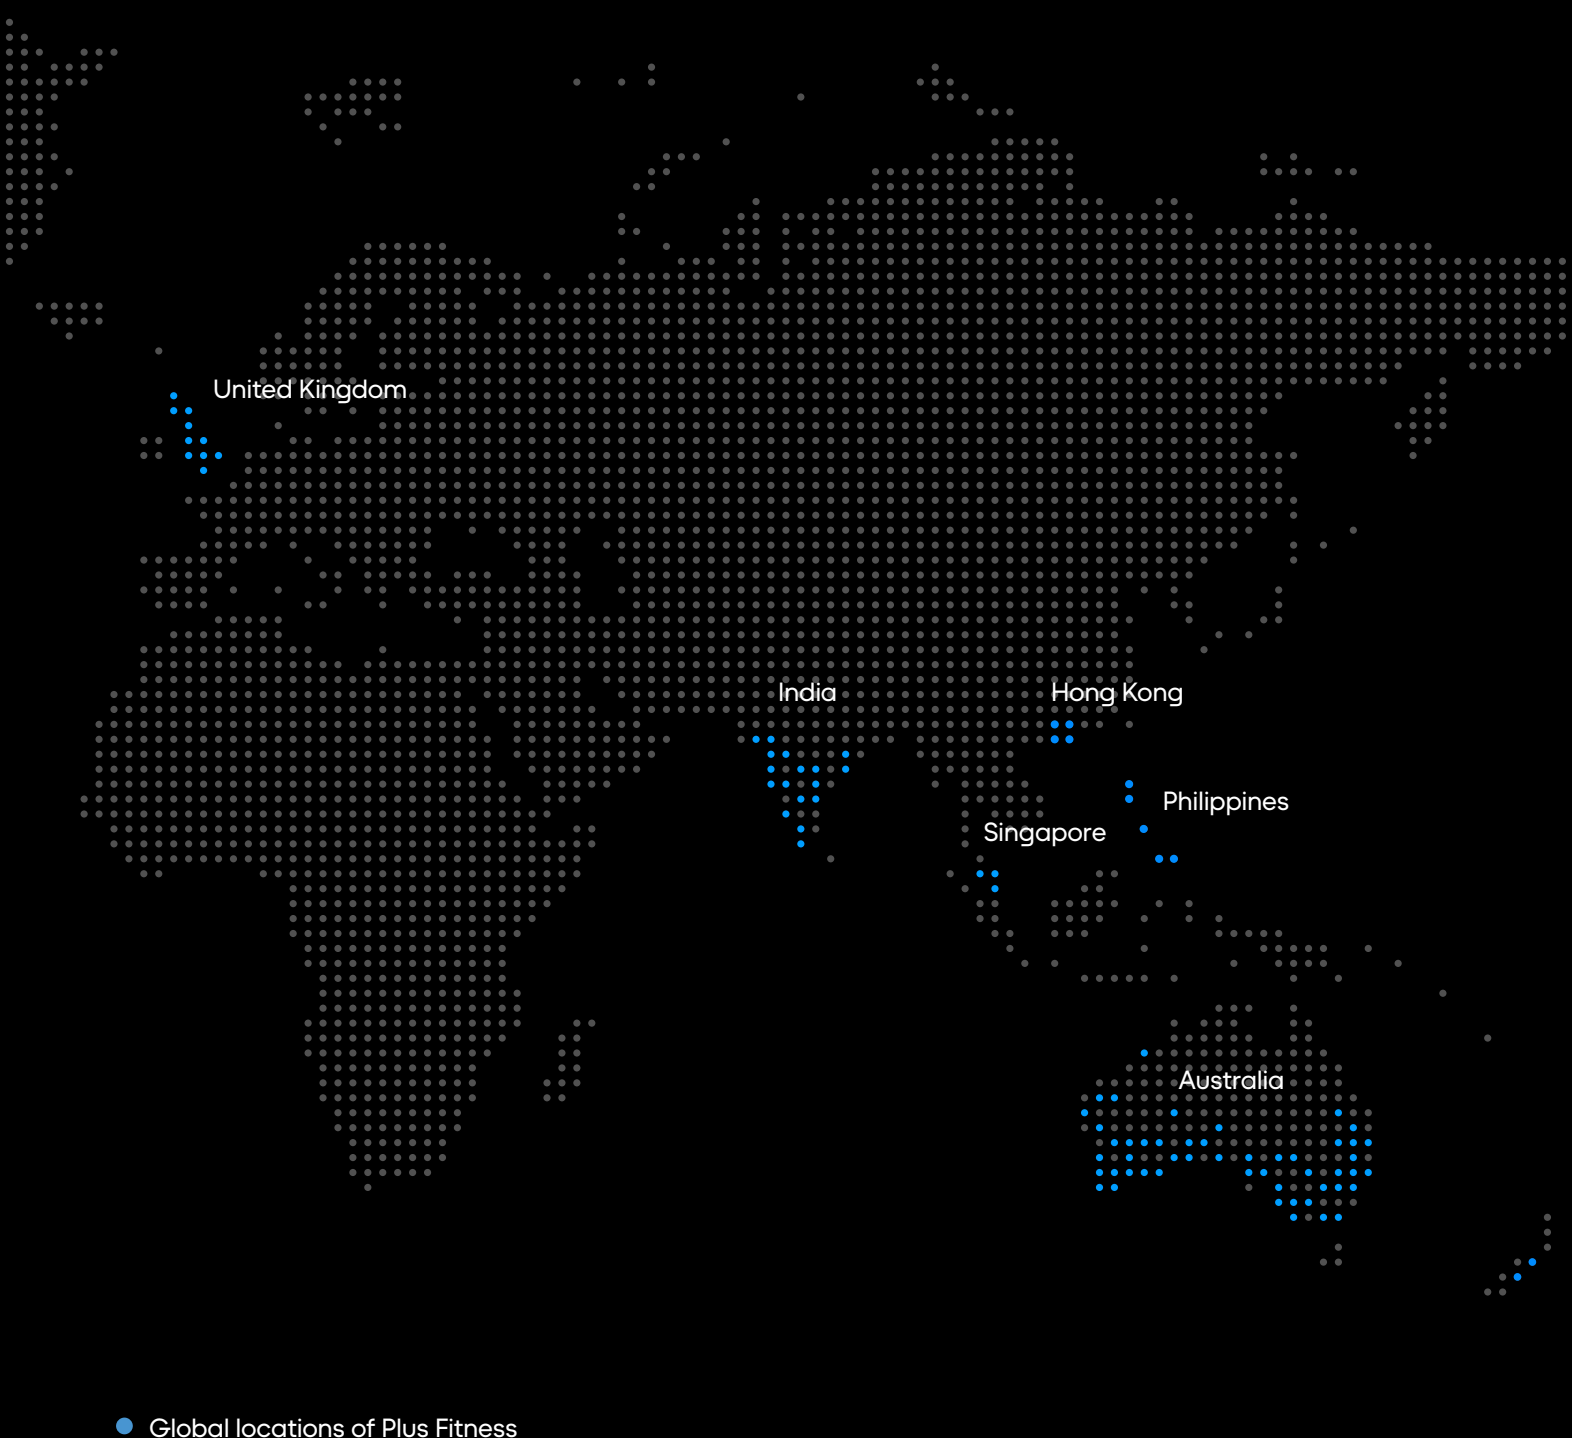 United Kingdom
India
Hong Kong
Philippines
Singapore
Australia
Global locations of Plus Fitness